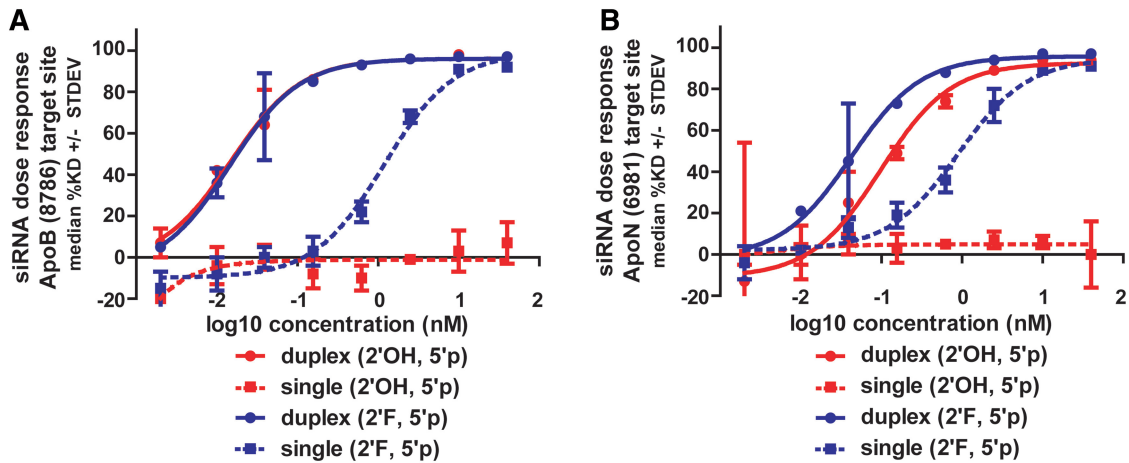 A
siRNA dose response
ApoB (8786) target site
median %KD +/- STDEV
100
80
60
40
20
0
-20
-2
-1
0
1
2
log10 concentration (nM)
duplex (2'OH, 5'p)
single (2'OH, 5'p)
duplex (2'F, 5'p)
single (2'F, 5'p)
B
siRNA dose response
ApoN (6981) target site
median %KD +/- STDEV
100
80
60
40
20
0
-20
-2
-1
0
1
2
log10 concentration (nM)
duplex (2'OH, 5'p)
single (2'OH, 5'p)
duplex (2'F, 5'p)
single (2'F, 5'p)